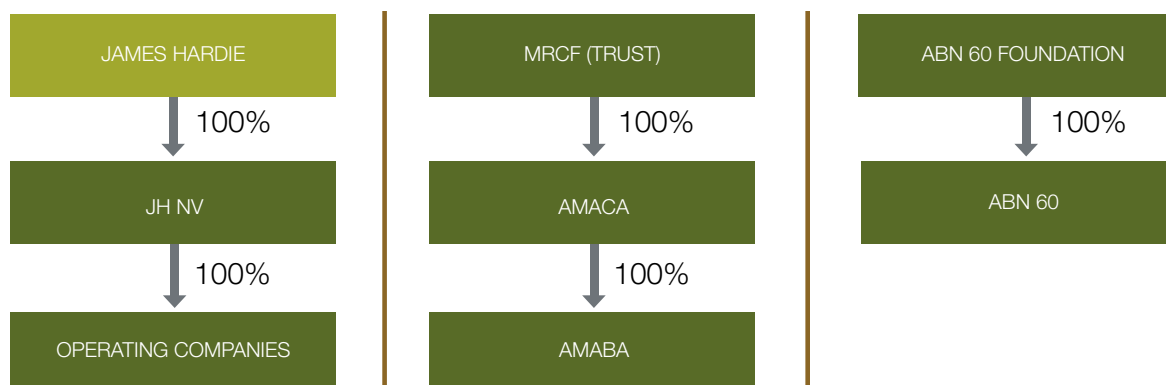 JAMES HARDIE
100%
JH NV
100%
OPERATING COMPANIES
MRCF (TRUST)
100%
AMACA
100%
AMABA
ABN 60 FOUNDATION
100%
ABN 60